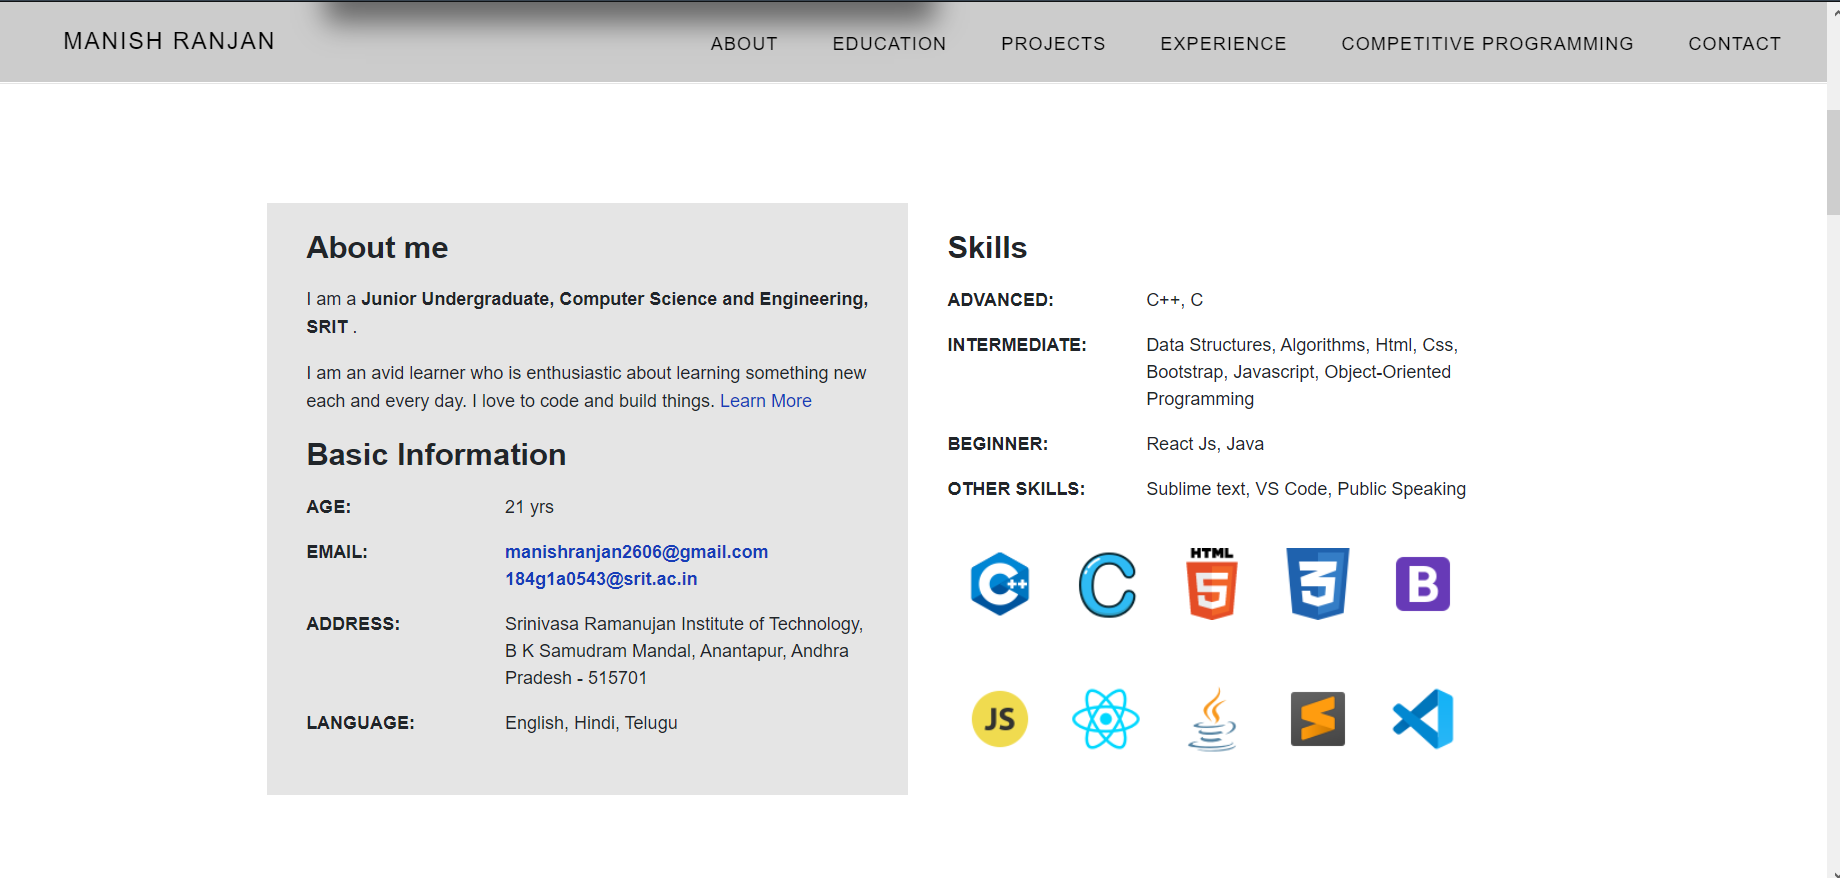 MANISH RANJAN
ABOUT
EDUCATION
PROJECTS
EXPERIENCE
COMPETITIVE PROGRAMMING
CONTACT
About me
I am a Junior Undergraduate, Computer Science and Engineering,
SRIT .
I am an avid learner who is enthusiastic about learning something new
each and every day. I love to code and build things. Learn More
Basic Information
AGE: 21 yrs
EMAIL: manishranjan2606@gmail.com
184g1a0543@srit.ac.in
ADDRESS: Srinivasa Ramanujan Institute of Technology,
B K Samudram Mandal, Anantapur, Andhra
Pradesh - 515701
LANGUAGE: English, Hindi, Telugu
Skills
ADVANCED: C++, C
INTERMEDIATE: Data Structures, Algorithms, Html, Css,
Bootstrap, Javascript, Object-Oriented
Programming
BEGINNER: React Js, Java
OTHER SKILLS: Sublime text, VS Code, Public Speaking
C++
C
HTML
5
3
B
JS
S